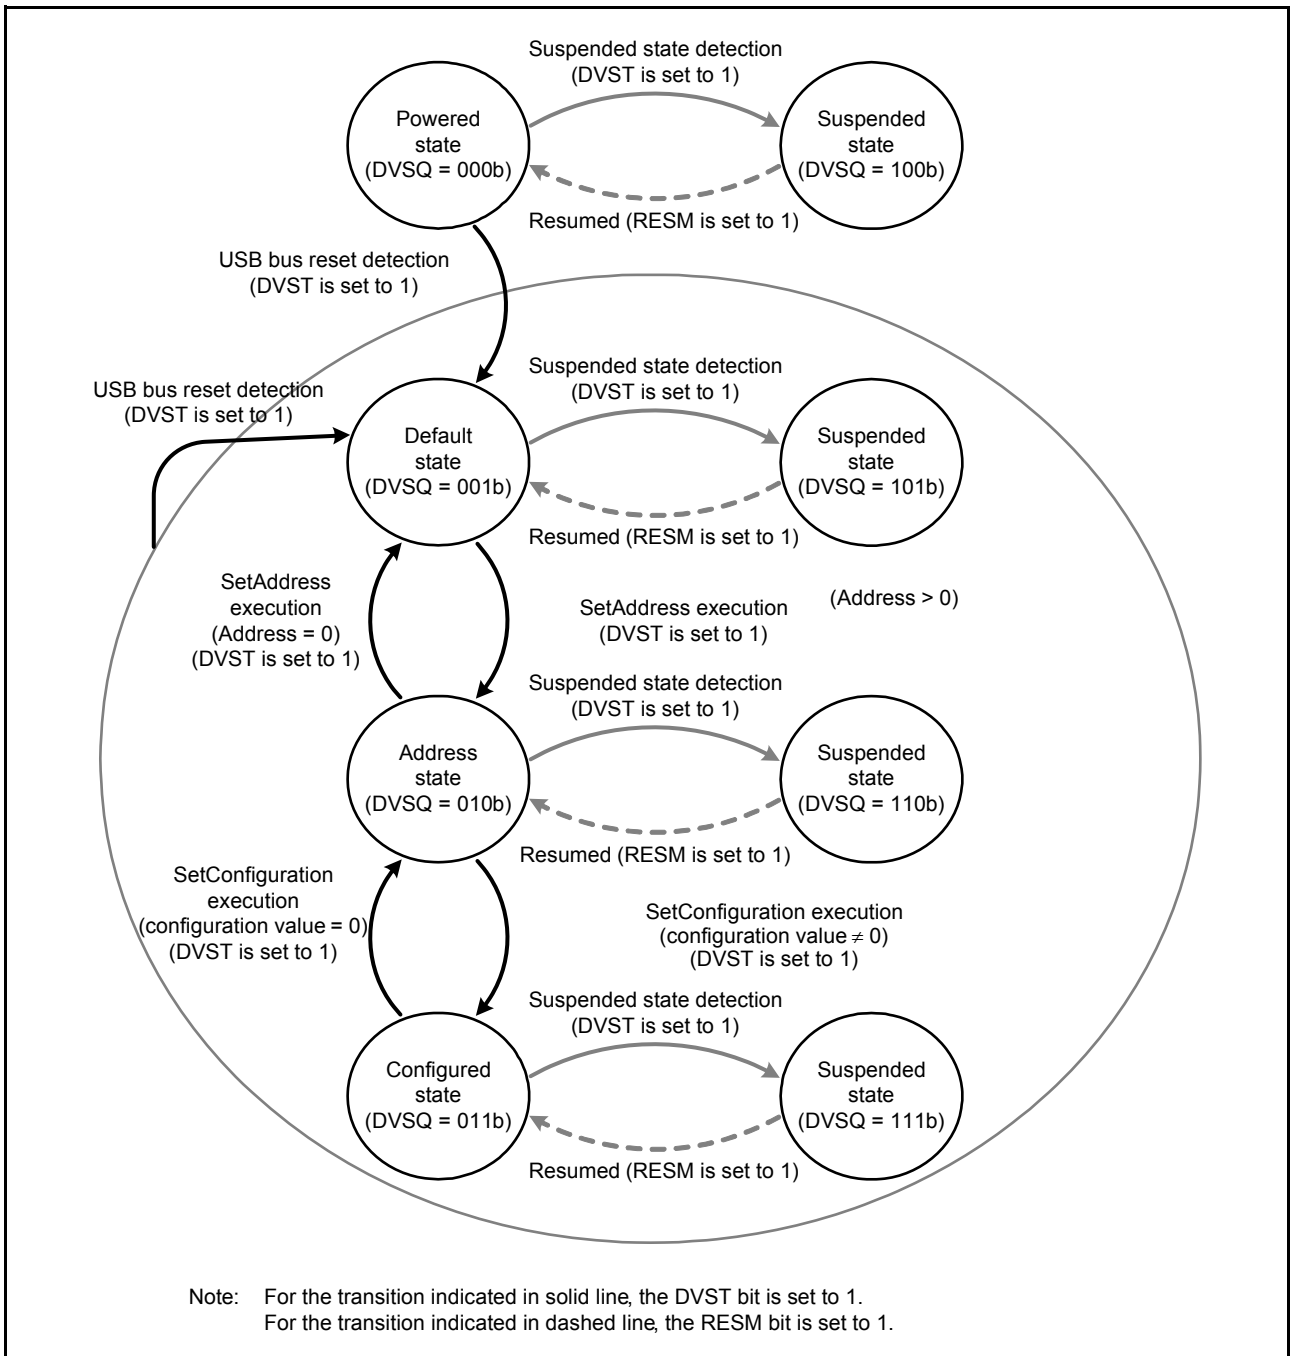 Suspended state detection
(DVST is set to 1)
Powered
state
(DVSQ = 000b)
Suspended
state
(DVSQ = 100b)
Resumed (RESM is set to 1)
USB bus reset detection
(DVST is set to 1)
USB bus reset detection
(DVST is set to 1)
Suspended state detection
(DVST is set to 1)
Default
state
(DVSQ = 001b)
Suspended
state
(DVSQ = 101b)
Resumed (RESM is set to 1)
SetAddress
execution
(Address = 0)
(DVST is set to 1)
SetAddress execution
(DVST is set to 1)
(Address > 0)
Suspended state detection
(DVST is set to 1)
Address
state
(DVSQ = 010b)
Suspended
state
(DVSQ = 110b)
Resumed (RESM is set to 1)
SetConfiguration
execution
(configuration value = 0)
(DVST is set to 1)
SetConfiguration execution
(configuration value ≠ 0)
(DVST is set to 1)
Suspended state detection
(DVST is set to 1)
Configured
state
(DVSQ = 011b)
Suspended
state
(DVSQ = 111b)
Resumed (RESM is set to 1)
Note: For the transition indicated in solid line, the DVST bit is set to 1.
For the transition indicated in dashed line, the RESM bit is set to 1.